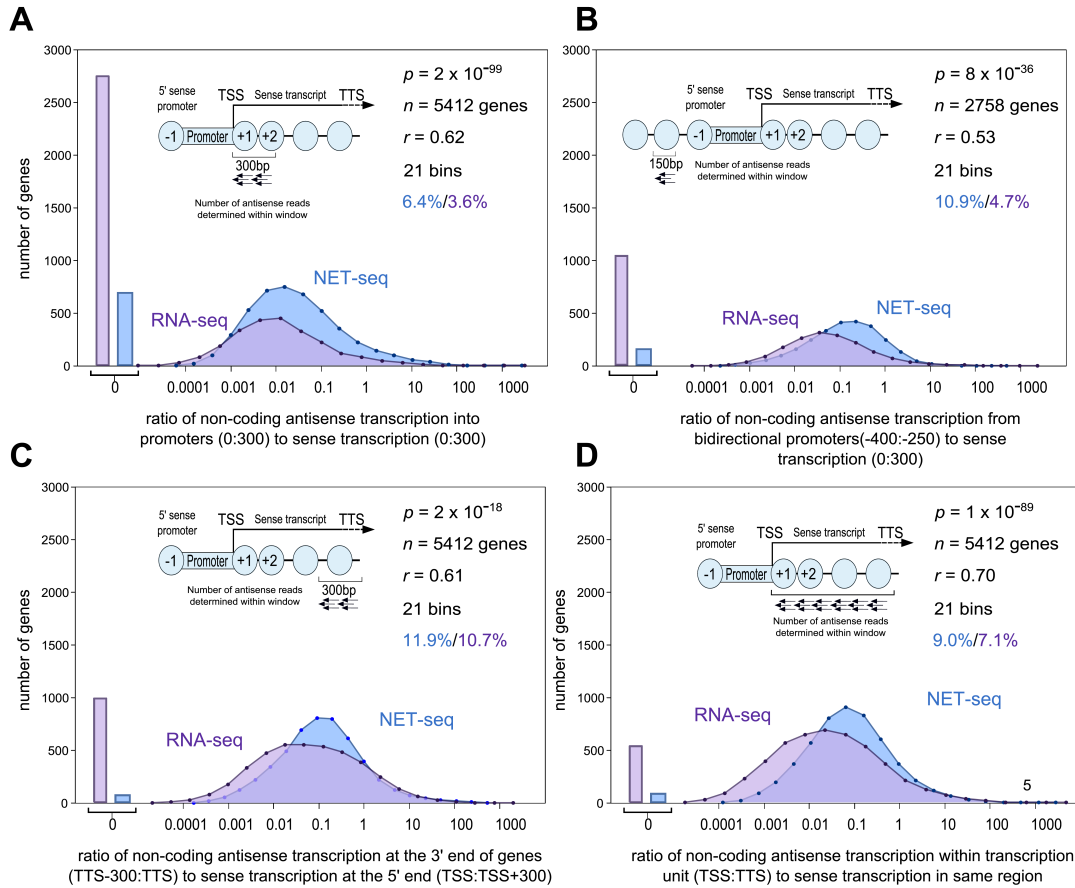 A
3000
2500
2000
1500
1000
500
0
number of genes
5' sense
promoter
TSS
Sense transcript
TTS
-1
Promoter
+1
+2
300bp
Number of antisense reads
determined within window
p = 2 x 10⁻⁹⁹
n = 5412 genes
r = 0.62
21 bins
6.4%/3.6%
RNA-seq
NET-seq
0
0.0001 0.001 0.01 0.1 1 10 100 1000
ratio of non-coding antisense transcription into
promoters (0:300) to sense transcription (0:300)
B
3000
2500
2000
1500
1000
500
0
5' sense
promoter
TSS
Sense transcript
TTS
-1
Promoter
+1
+2
150bp
Number of antisense reads
determined within window
p = 8 x 10⁻³⁶
n = 2758 genes
r = 0.53
21 bins
10.9%/4.7%
RNA-seq
NET-seq
0
0.0001 0.001 0.01 0.1 1 10 100 1000
ratio of non-coding antisense transcription from
bidirectional promoters(-400:-250) to sense
transcription (0:300)
C
3000
2500
2000
1500
1000
500
0
number of genes
5' sense
promoter
TSS
Sense transcript
TTS
-1
Promoter
+1
+2
300bp
Number of antisense reads
determined within window
p = 2 x 10⁻¹⁸
n = 5412 genes
r = 0.61
21 bins
11.9%/10.7%
RNA-seq
NET-seq
0
0.0001 0.001 0.01 0.1 1 10 100 1000
ratio of non-coding antisense transcription at the 3' end of genes
(TTS-300:TTS) to sense transcription at the 5' end (TSS:TSS+300)
D
3000
2500
2000
1500
1000
500
0
number of genes
5' sense
promoter
TSS
Sense transcript
TTS
-1
Promoter
+1
+2
Number of antisense reads
determined within window
p = 1 x 10⁻⁸⁹
n = 5412 genes
r = 0.70
21 bins
9.0%/7.1%
RNA-seq
NET-seq
5
0
0.0001 0.001 0.01 0.1 1 10 100 1000
ratio of non-coding antisense transcription within transcription
unit (TSS:TTS) to sense transcription in same region